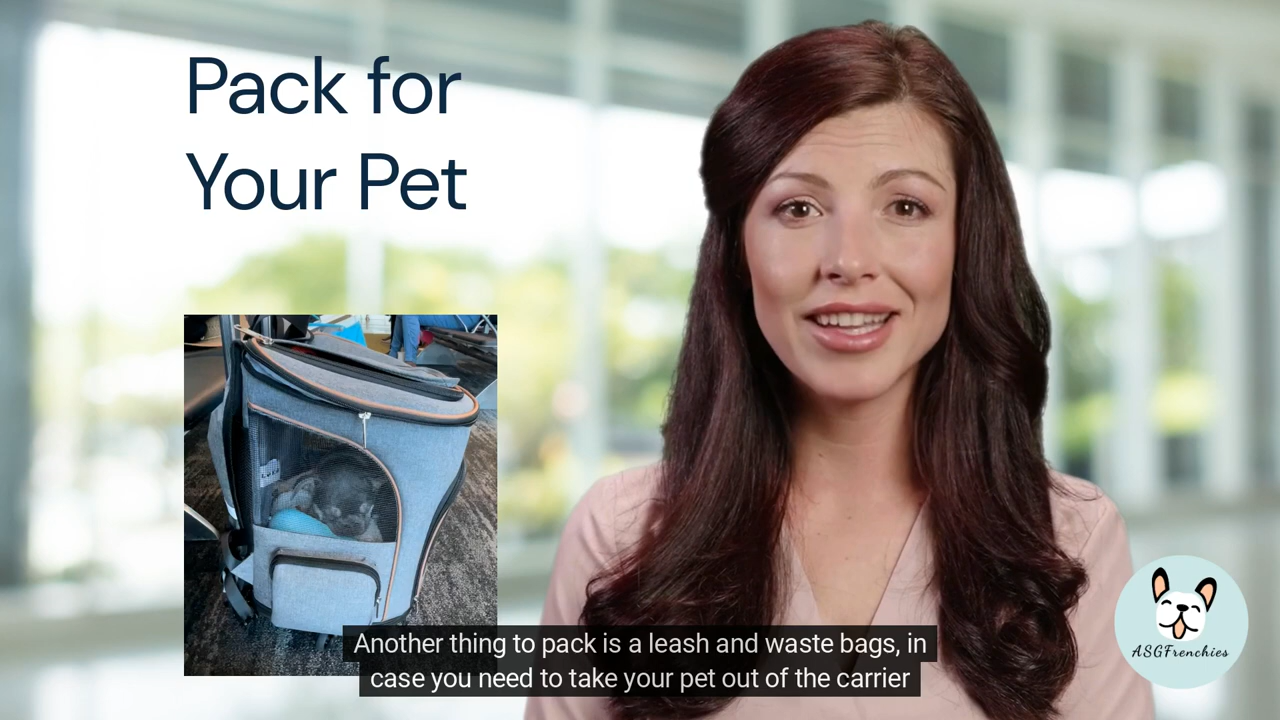 Pack for
Your Pet
Another thing to pack is a leash and waste bags, in
case you need to take your pet out of the carrier
ASGFrenchies